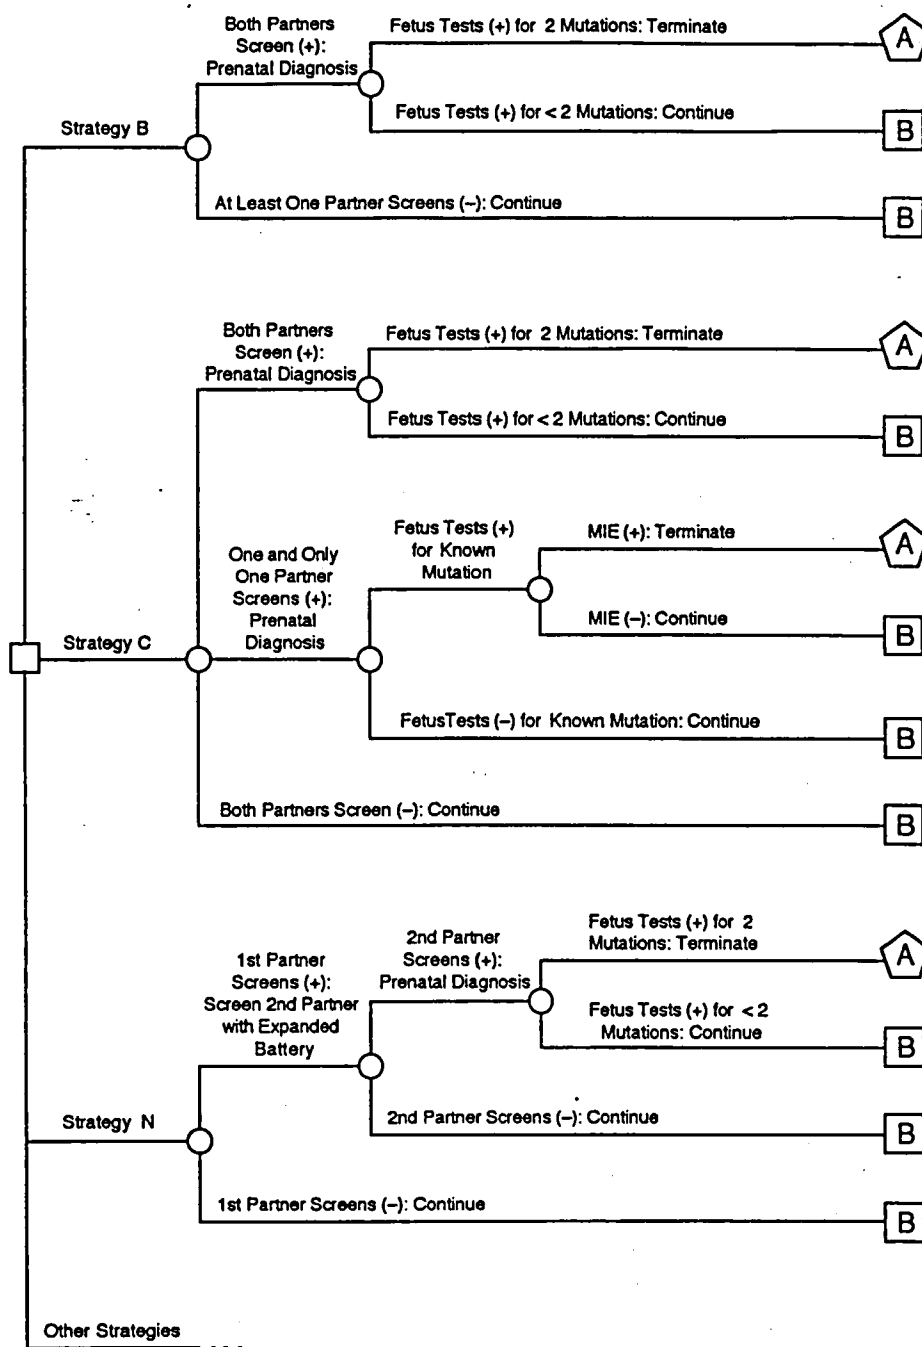 Both Partners
Screen (+):
Prenatal Diagnosis
Fetus Tests (+) for 2 Mutations: Terminate
A
Fetus Tests (+) for < 2 Mutations: Continue
B
Strategy B
At Least One Partner Screens (–): Continue
B
Both Partners
Screen (+):
Prenatal Diagnosis
Fetus Tests (+) for 2 Mutations: Terminate
A
Fetus Tests (+) for < 2 Mutations: Continue
B
One and Only
One Partner
Screens (+):
Prenatal
Diagnosis
Fetus Tests (+)
for Known
Mutation
MIE (+): Terminate
A
MIE (–): Continue
B
Strategy C
FetusTests (–) for Known Mutation: Continue
B
Both Partners Screen (–): Continue
B
1st Partner
Screens (+):
Screen 2nd Partner
with Expanded
Battery
2nd Partner
Screens (+):
Prenatal Diagnosis
Fetus Tests (+) for 2
Mutations: Terminate
A
Fetus Tests (+) for < 2
Mutations: Continue
B
Strategy N
2nd Partner Screens (–): Continue
B
1st Partner Screens (–): Continue
B
Other Strategies